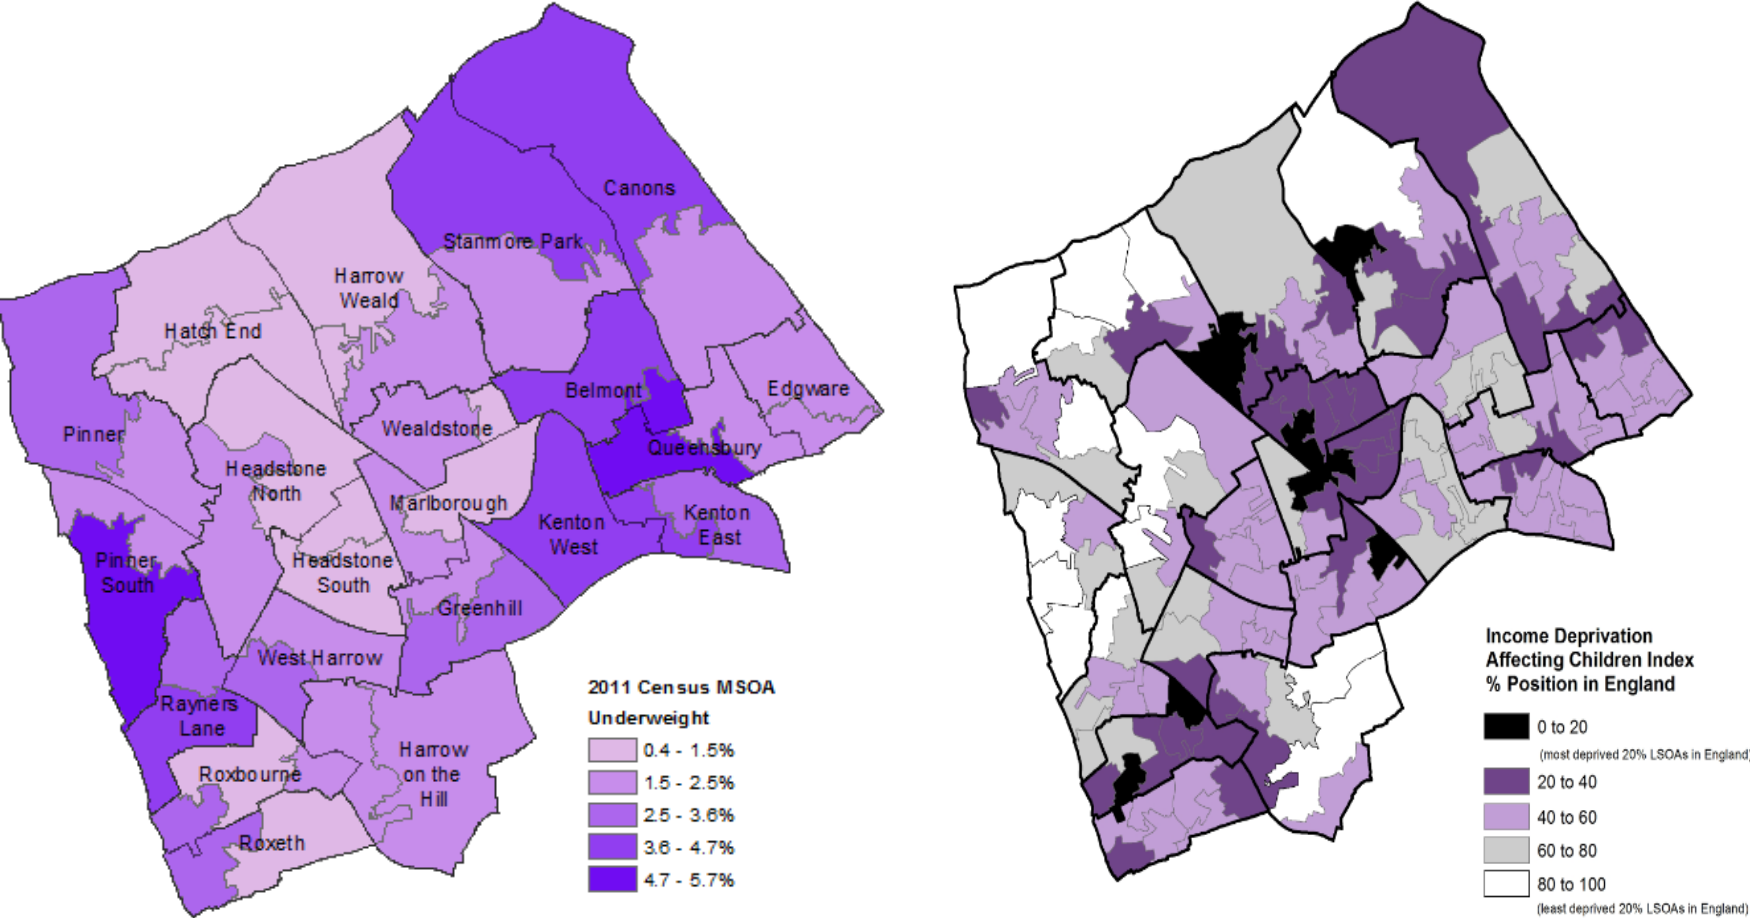 Canons
Stanmore Park
Harrow
Weald
Hatch End
Belmont
Edgware
Pinner
Wealdstone
Queensbury
Headstone
North
Marlborough
Kenton
West
Kenton
East
Pinner
South
Headstone
South
Greenhill
West Harrow
Rayners
Lane
Harrow
on the
Hill
Roxbourne
Roxeth
2011 Census MSOA
Underweight
0.4 - 1.5%
1.5 - 2.5%
2.5 - 3.6%
3.6 - 4.7%
4.7 - 5.7%
Income Deprivation
Affecting Children Index
% Position in England
0 to 20
(most deprived 20% LSOAs in England)
20 to 40
40 to 60
60 to 80
80 to 100
(least deprived 20% LSOAs in England)